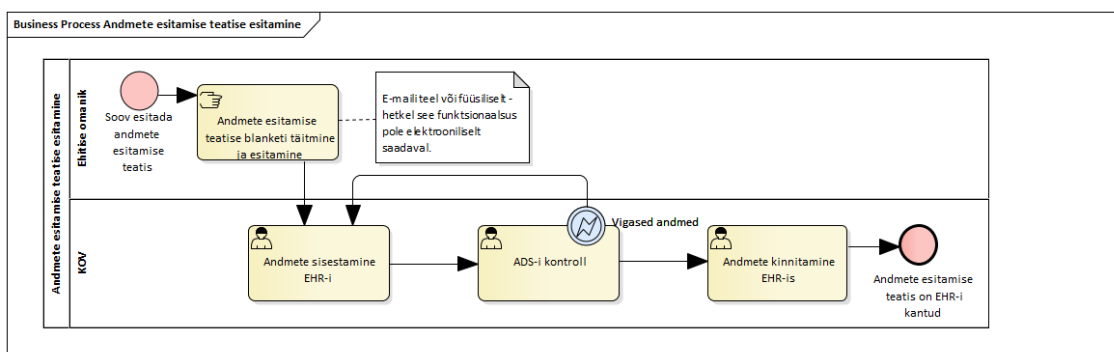 Business Process Andmete esitamise teatise esitamine
Andmete esitamise teatise esitamine
Ehitise omanik
Soov esitada
andmete
esitamise
teatis
Andmete esitamise
teatise blanketi täitmine
ja esitamine
E-maili teel või füüsiliselt -
hetkel see funktsionaalsus
pole elektrooniliselt
saadaval.
KOV
Andmete sisestamine
EHR-i
ADS-i kontroll
Vigased andmed
Andmete kinnitamine
EHR-is
Andmete esitamise
teatis on EHR-i
kantud